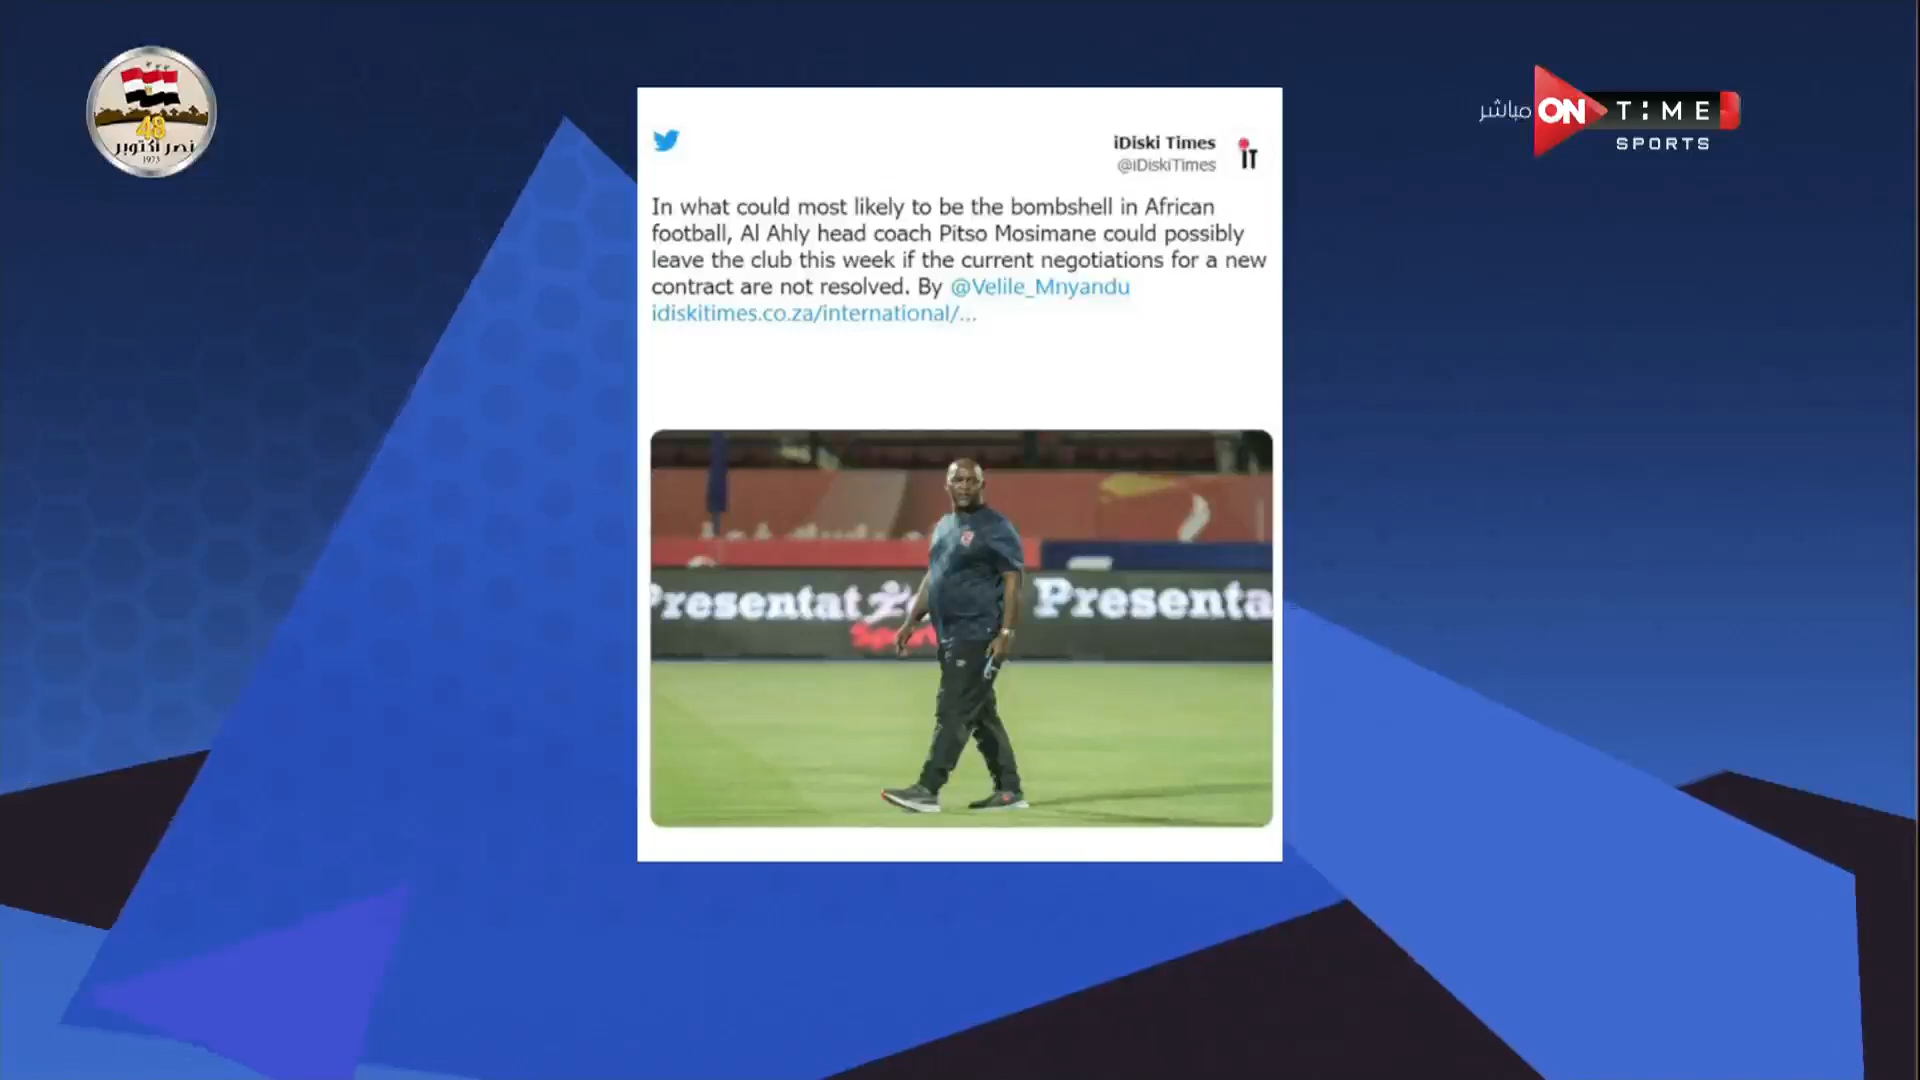 48
نصر أكتوبر
1973
مباشر
ON TIME
SPORTS
iDiski Times
@iDiskiTimes
iT
In what could most likely to be the bombshell in African
football, Al Ahly head coach Pitso Mosimane could possibly
leave the club this week if the current negotiations for a new
contract are not resolved. By @Velile_Mnyandu
idiskitimes.co.za/international/...
Presentat
Presenta